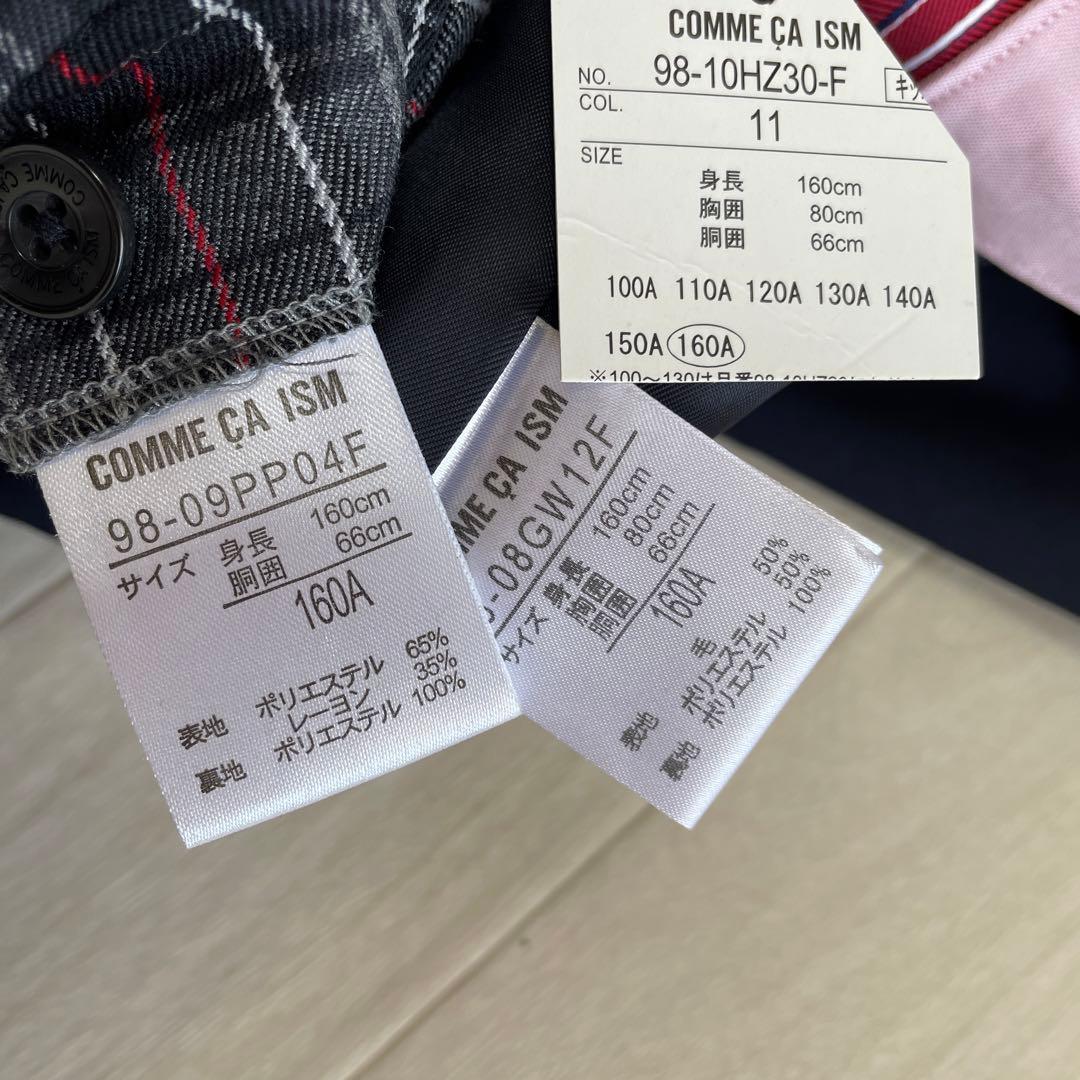 COMME ÇA ISM
NO. 98-10HZ30-F
COL. 11
SIZE
身長 160cm
胸囲 80cm
胴囲 66cm
100A 110A 120A 130A 140A
150A 160A
COMME ÇA ISM
COMME ÇA ISM
98-09PP04F
サイズ 身長 160cm
胴囲 66cm
160A
表地 ポリエステル 65%
レーヨン 35%
裏地 ポリエステル 100%
ÇA ISM
-08GW12F
サイズ 身長 160cm
胸囲 80cm
胴囲 66cm
160A
表地 毛 50%
ポリエステル 50%
裏地 ポリエステル 100%